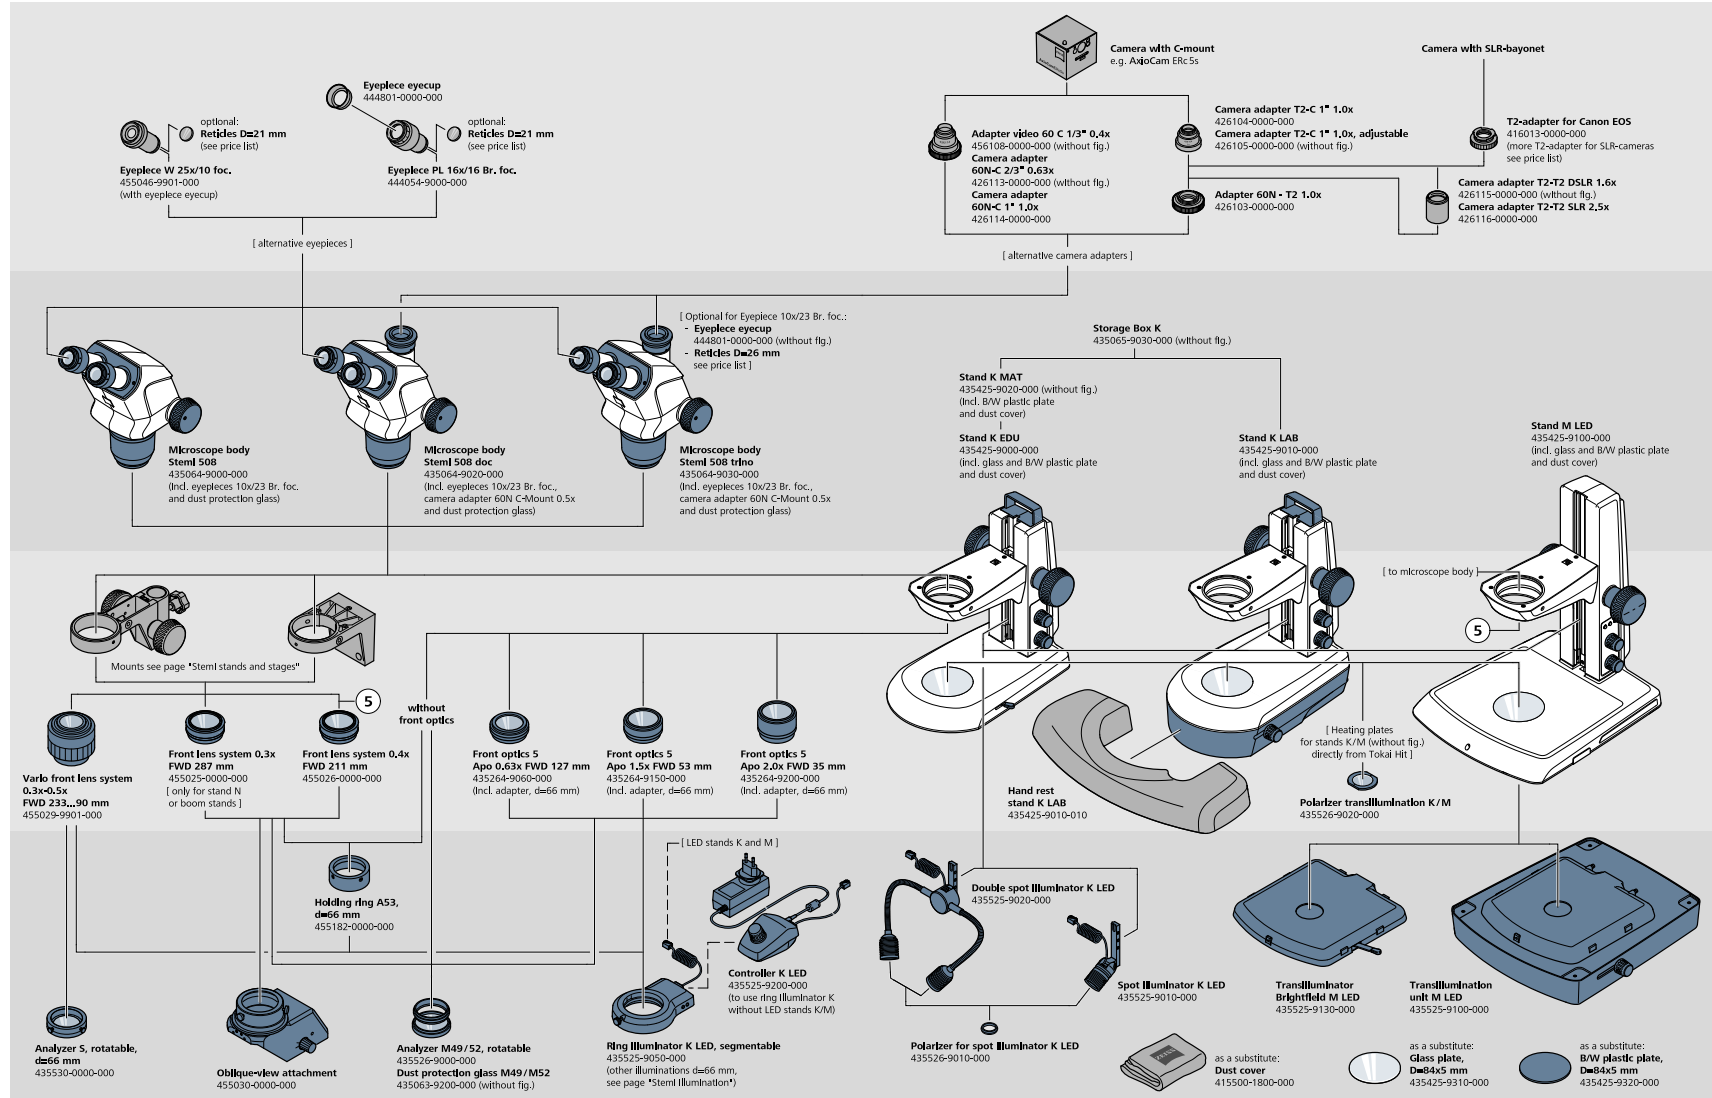 Camera with C-mount
e.g. AxioCam ERc5s
Camera with SLR-bayonet
Eyepiece eyecup
444801-0000-000
optional:
Reticles D=21 mm
(see price list)
optional:
Reticles D=21 mm
(see price list)
Eyepiece W 25x/10 foc.
455046-9901-000
(with eyepiece eyecup)
Eyepiece PL 16x/16 Br. foc.
444054-9000-000
Adapter video 60 C 1/3" 0.4x
456108-0000-000 (without fig.)
Camera adapter
60N-C 2/3" 0.63x
426113-0000-000 (without fig.)
Camera adapter
60N-C 1" 1,0x
426114-0000-000
Camera adapter T2-C 1" 1.0x
426104-0000-000
Camera adapter T2-C 1" 1.0x, adjustable
426105-0000-000 (without fig.)
T2-adapter for Canon EOS
416013-0000-000
(more T2-adapter for SLR-cameras
see price list)
Adapter 60N - T2 1.0x
426103-0000-000
Camera adapter T2-T2 DSLR 1.6x
426115-0000-000 (without fig.)
Camera adapter T2-T2 SLR 2,5x
426116-0000-000
[ alternative eyepieces ]
[ alternative camera adapters ]
[ Optional for Eyepiece 10x/23 Br. foc.:
- Eyepiece eyecup
444801-0000-000 (without fig.)
- Reticles D=26 mm
see price list ]
Storage Box K
435065-9030-000 (without fig.)
Stand K MAT
435425-9020-000 (without fig.)
(Incl. B/W plastic plate
and dust cover)
Stand K EDU
435425-9000-000
(incl. glass and B/W plastic plate
and dust cover)
Stand K LAB
435425-9010-000
(incl. glass and B/W plastic plate
and dust cover)
Stand M LED
435425-9100-000
(incl. glass and B/W plastic plate
and dust cover)
Microscope body
Stemi 508
435064-9000-000
(Incl. eyepieces 10x/23 Br. foc.
and dust protection glass)
Microscope body
Stemi 508 doc
435064-9020-000
(Incl. eyepieces 10x/23 Br. foc.,
camera adapter 60N C-Mount 0.5x
and dust protection glass)
Microscope body
Stemi 508 trino
435064-9030-000
(Incl. eyepieces 10x/23 Br. foc.,
camera adapter 60N C-Mount 0.5x
and dust protection glass)
[ to microscope body ]
5
Mounts see page "Stemi stands and stages"
5
without
front optics
Vario front lens system
0.3x-0.5x
FWD 233...90 mm
455029-9901-000
Front lens system 0.3x
FWD 287 mm
455025-0000-000
[ only for stand N
or boom stands ]
Front lens system 0.4x
FWD 211 mm
455026-0000-000
Front optics 5
Apo 0.63x FWD 127 mm
435264-9060-000
(Incl. adapter, d=66 mm)
Front optics 5
Apo 1.5x FWD 53 mm
435264-9150-000
(Incl. adapter, d=66 mm)
Front optics 5
Apo 2.0x FWD 35 mm
435264-9200-000
(Incl. adapter, d=66 mm)
Hand rest
stand K LAB
435425-9010-010
[ Heating plates
for stands K/M (without fig.)
directly from Tokai Hit ]
Polarizer transillumination K/M
435526-9020-000
[ LED stands K and M ]
Holding ring A53,
d=66 mm
455182-0000-000
Controller K LED
435525-9200-000
(to use ring Illuminator K
without LED stands K/M)
Double spot Illuminator K LED
435525-9020-000
Spot Illuminator K LED
435525-9010-000
Transilluminator
Brightfield M LED
435525-9130-000
Transillumination
unit M LED
435525-9100-000
Analyzer S, rotatable,
d=66 mm
435530-0000-000
Oblique-view attachment
455030-0000-000
Analyzer M49/52, rotatable
435526-9000-000
Dust protection glass M49/M52
435063-9200-000 (without fig.)
Ring Illuminator K LED, segmentable
435525-9050-000
(other illuminations d=66 mm,
see page "Stemi Illumination")
Polarizer for spot Illuminator K LED
435526-9010-000
as a substitute:
Dust cover
415500-1800-000
as a substitute:
Glass plate,
D=84x5 mm
435425-9310-000
as a substitute:
B/W plastic plate,
D=84x5 mm
435425-9320-000